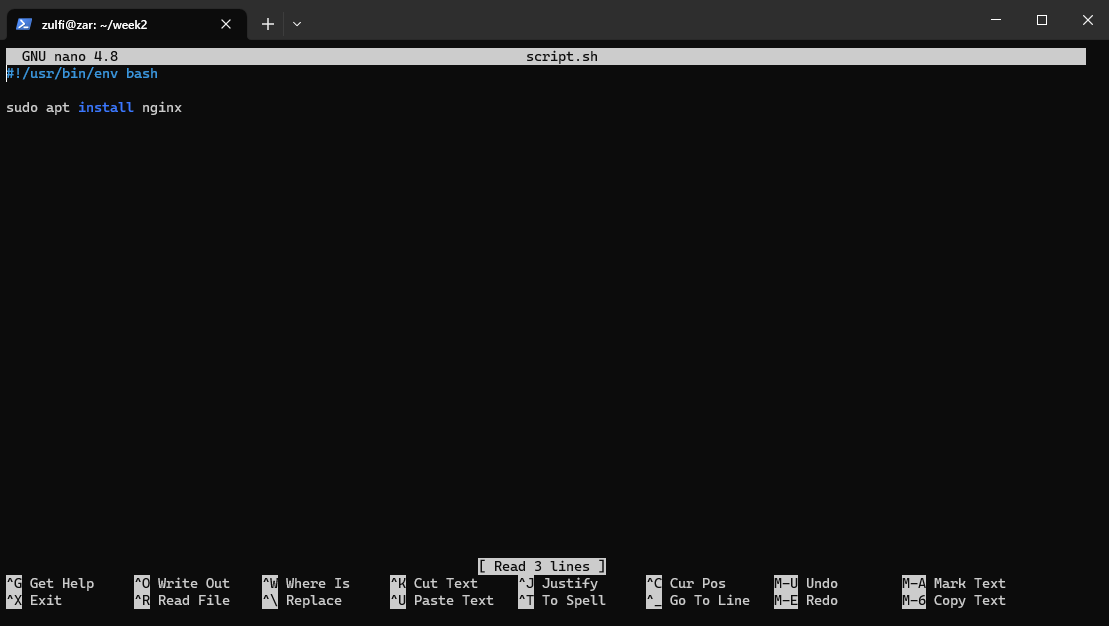 zulfi@zar: ~/week2
GNU nano 4.8 script.sh
#!/usr/bin/env bash
sudo apt install nginx
[ Read 3 lines ]
^G Get Help ^O Write Out ^W Where Is ^K Cut Text ^J Justify ^C Cur Pos M-U Undo M-A Mark Text
^X Exit ^R Read File ^\ Replace ^U Paste Text ^T To Spell ^_ Go To Line M-E Redo M-6 Copy Text